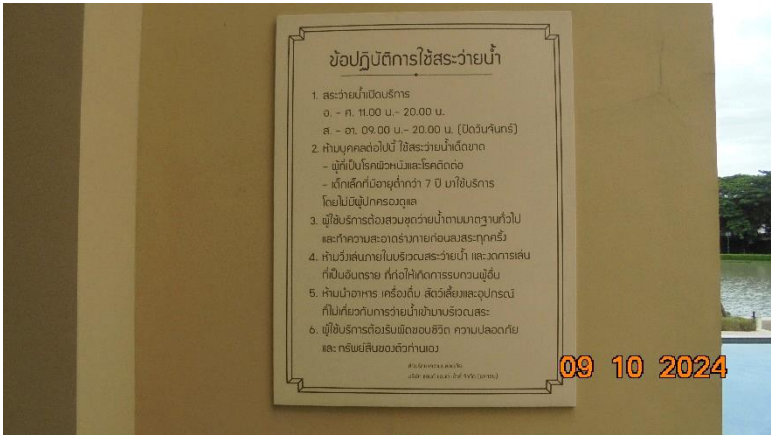 ข้อปฏิบัติการใช้สระว่ายน้ำ
1. สระว่ายน้ำเปิดบริการ
อ. - ศ. 11.00 น.- 20.00 น.
ส. - อา. 09.00 น.- 20.00 น. (ปิดวันจันทร์)
2. ห้ามบุคคลต่อไปนี้ ใช้สระว่ายน้ำเด็ดขาด
- ผู้ที่เป็นโรคผิวหนังและโรคติดต่อ
- เด็กเล็กที่มีอายุต่ำกว่า 7 ปี มาใช้บริการ
โดยไม่มีผู้ปกครองดูแล
3. ผู้ใช้บริการต้องสวมชุดว่ายน้ำตามมาตฐานทั่วไป
และทำความสะอาดร่างกายก่อนลงสระทุกครั้ง
4. ห้ามวิ่งเล่นภายในบริเวณสระว่ายน้ำ และงดการเล่น
ที่เป็นอันตราย ที่ก่อให้เกิดการรบกวนผู้อื่น
5. ห้ามนำอาหาร เครื่องดื่ม สัตว์เลี้ยงและอุปกรณ์
ที่ไม่เกี่ยวกับการว่ายน้ำเข้ามาบริเวณสระ
6. ผู้ใช้บริการต้องรับผิดชอบชีวิต ความปลอดภัย
และ ทรัพย์สินของตัวท่านเอง
09 10 2024